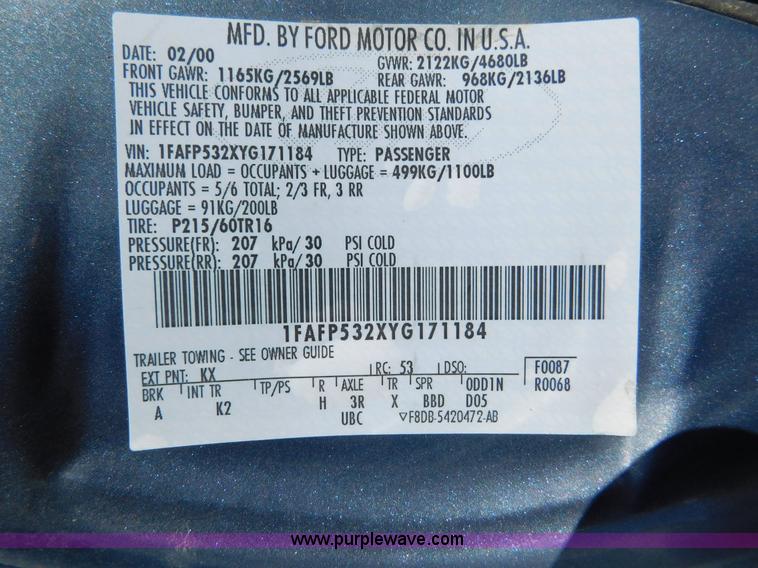 MFD. BY FORD MOTOR CO. IN U.S.A.
DATE: 02/00 GVWR: 2122KG/4680LB
FRONT GAWR: 1165KG/2569LB REAR GAWR: 968KG/2136LB
THIS VEHICLE CONFORMS TO ALL APPLICABLE FEDERAL MOTOR
VEHICLE SAFETY, BUMPER, AND THEFT PREVENTION STANDARDS
IN EFFECT ON THE DATE OF MANUFACTURE SHOWN ABOVE.
VIN: 1FAFP532XYG171184 TYPE: PASSENGER
MAXIMUM LOAD = OCCUPANTS + LUGGAGE = 499KG/1100LB
OCCUPANTS = 5/6 TOTAL; 2/3 FR, 3 RR
LUGGAGE = 91KG/200LB
TIRE: P215/60TR16
PRESSURE(FR): 207 kPa/ 30 PSI COLD
PRESSURE(RR): 207 kPa/ 30 PSI COLD
1FAFP532XYG171184
TRAILER TOWING - SEE OWNER GUIDE
EXT PNT: KX RC: 53 DSO: F0087
BRK INT TR TP/PS R AXLE TR SPR ODD1N R0068
A K2 H 3R X BBD D05
UBC ▽F8DB-5420472-AB
www.purplewave.com